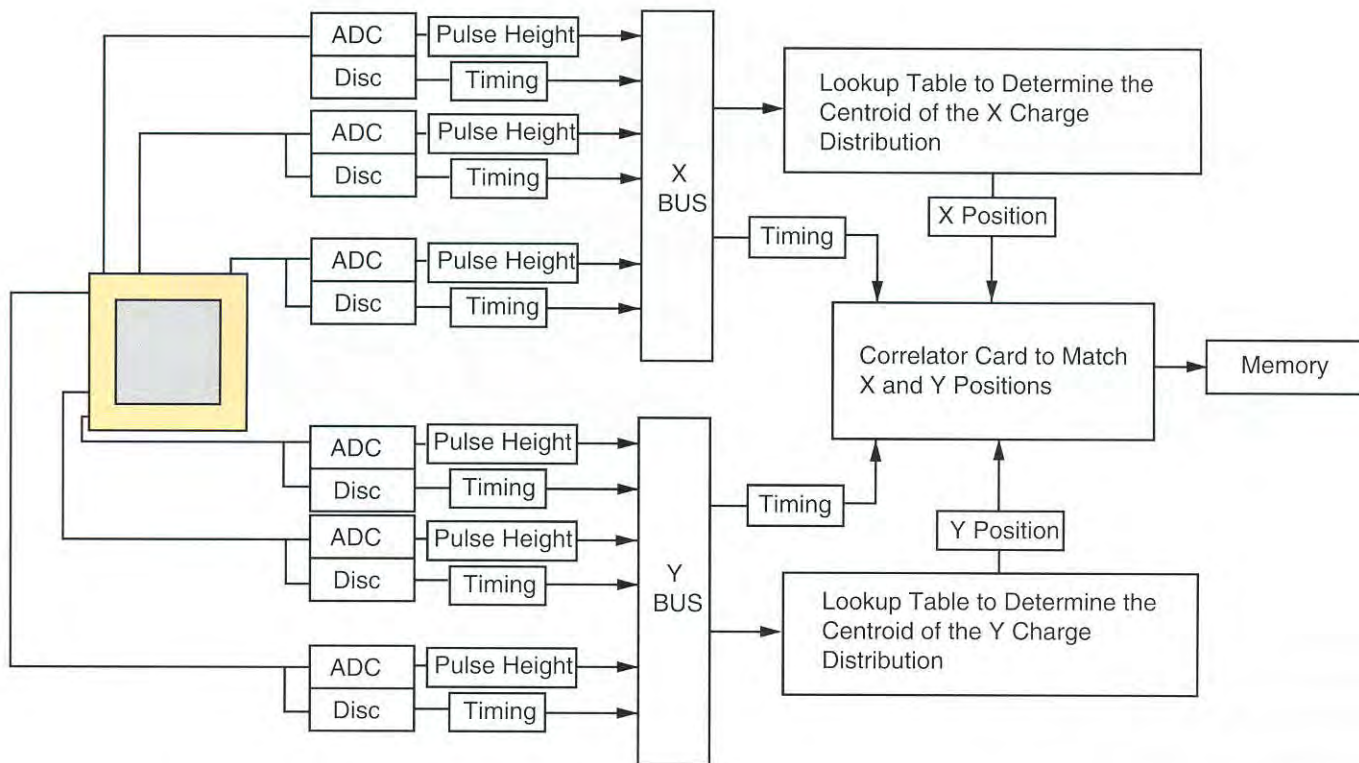 ADC
Pulse Height
Disc
Timing
ADC
Pulse Height
Disc
Timing
ADC
Pulse Height
Disc
Timing
X
BUS
Lookup Table to Determine the
Centroid of the X Charge
Distribution
X Position
Timing
Correlator Card to Match
X and Y Positions
Memory
ADC
Pulse Height
Disc
Timing
ADC
Pulse Height
Disc
Timing
ADC
Pulse Height
Disc
Timing
Y
BUS
Timing
Y Position
Lookup Table to Determine the
Centroid of the Y Charge
Distribution